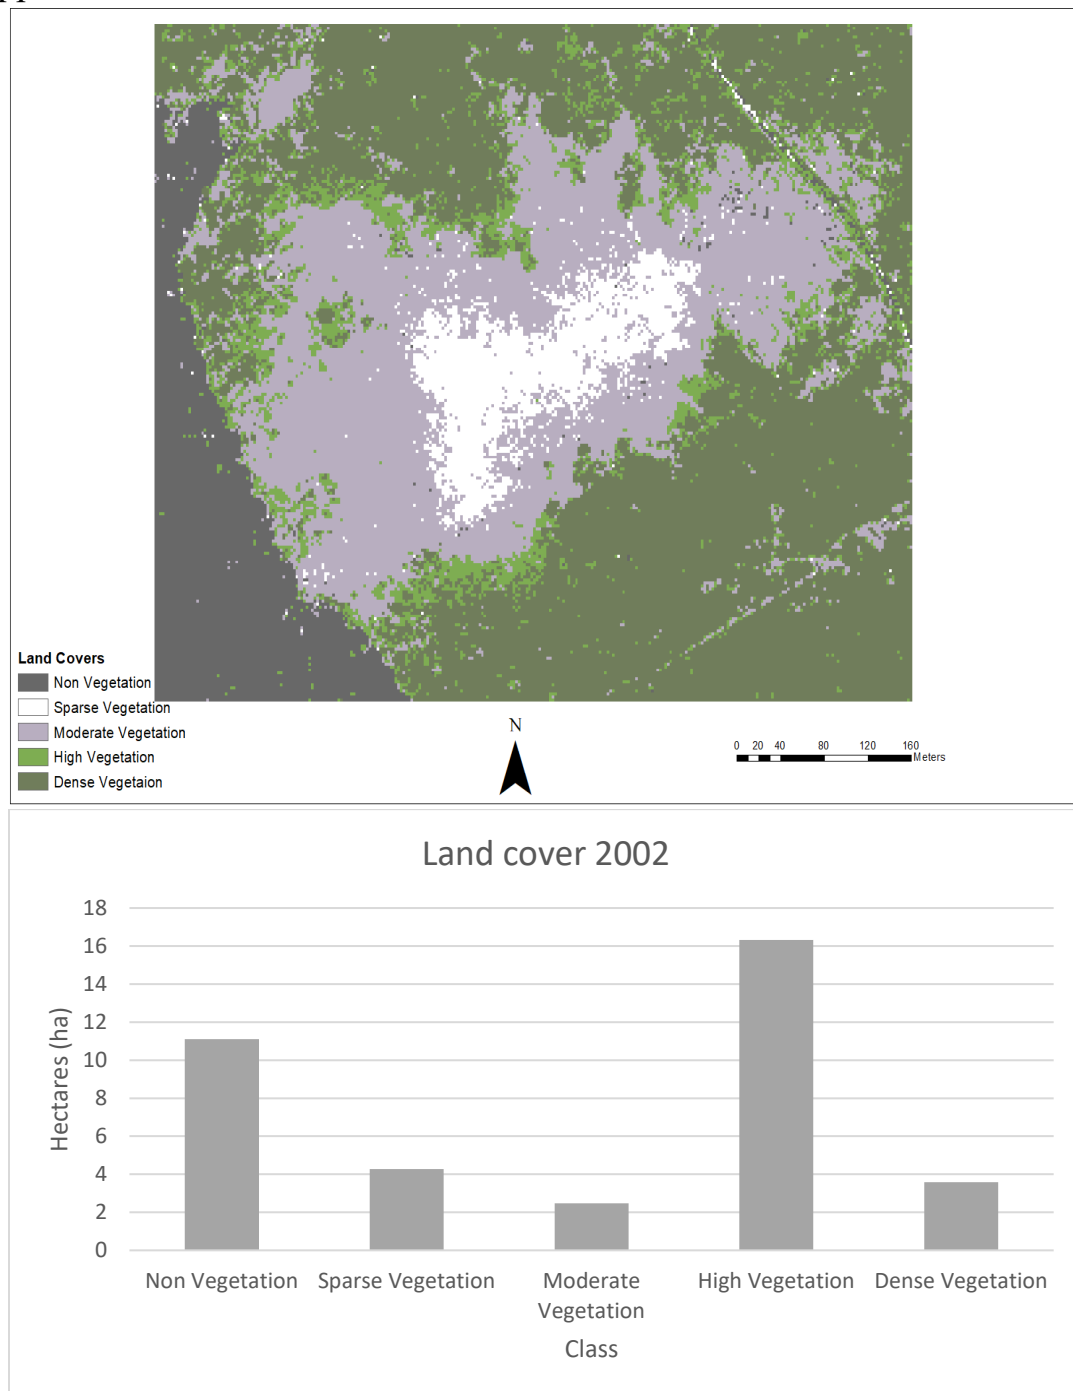 Land Covers
Non Vegetation
Sparse Vegetation
Moderate Vegetation
High Vegetation
Dense Vegetaion
N
0 20 40 80 120 160
Meters
Land cover 2002
18
16
14
12
10
8
6
4
2
0
Hectares (ha)
Non Vegetation Sparse Vegetation Moderate Vegetation High Vegetation Dense Vegetation
Class